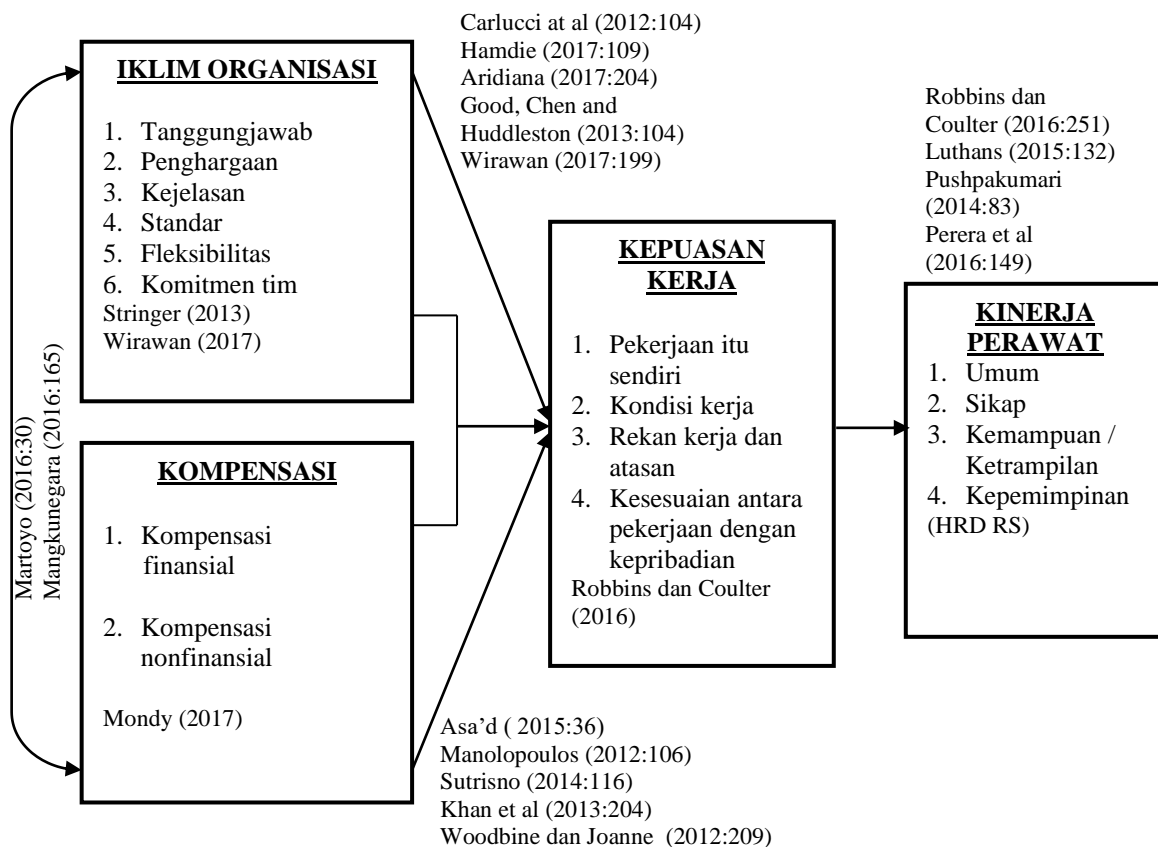 Carlucci at al (2012:104)
Hamdie (2017:109)
Aridiana (2017:204)
Good, Chen and
Huddleston (2013:104)
Wirawan (2017:199)
IKLIM ORGANISASI
1. Tanggungjawab
2. Penghargaan
3. Kejelasan
4. Standar
5. Fleksibilitas
6. Komitmen tim
Stringer (2013)
Wirawan (2017)
Martoyo (2016:30)
Mangkunegara (2016:165)
KOMPENSASI
1. Kompensasi
finansial
2. Kompensasi
nonfinansial
Mondy (2017)
Asa’d ( 2015:36)
Manolopoulos (2012:106)
Sutrisno (2014:116)
Khan et al (2013:204)
Woodbine dan Joanne (2012:209)
KEPUASAN
KERJA
1. Pekerjaan itu
sendiri
2. Kondisi kerja
3. Rekan kerja dan
atasan
4. Kesesuaian antara
pekerjaan dengan
kepribadian
Robbins dan Coulter
(2016)
Robbins dan
Coulter (2016:251)
Luthans (2015:132)
Pushpakumari
(2014:83)
Perera et al
(2016:149)
KINERJA
PERAWAT
1. Umum
2. Sikap
3. Kemampuan /
Ketrampilan
4. Kepemimpinan
(HRD RS)